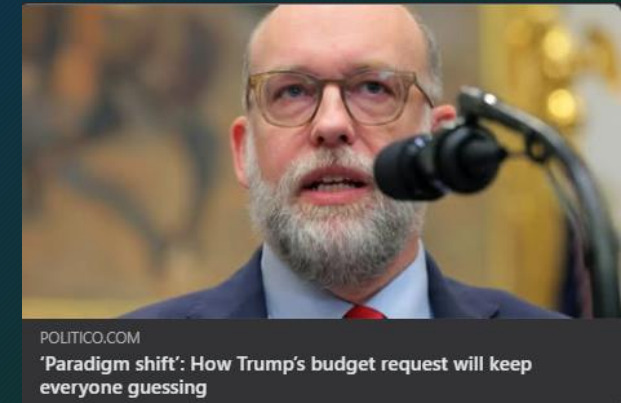 POLITICO.COM
‘Paradigm shift’: How Trump’s budget request will keep
everyone guessing